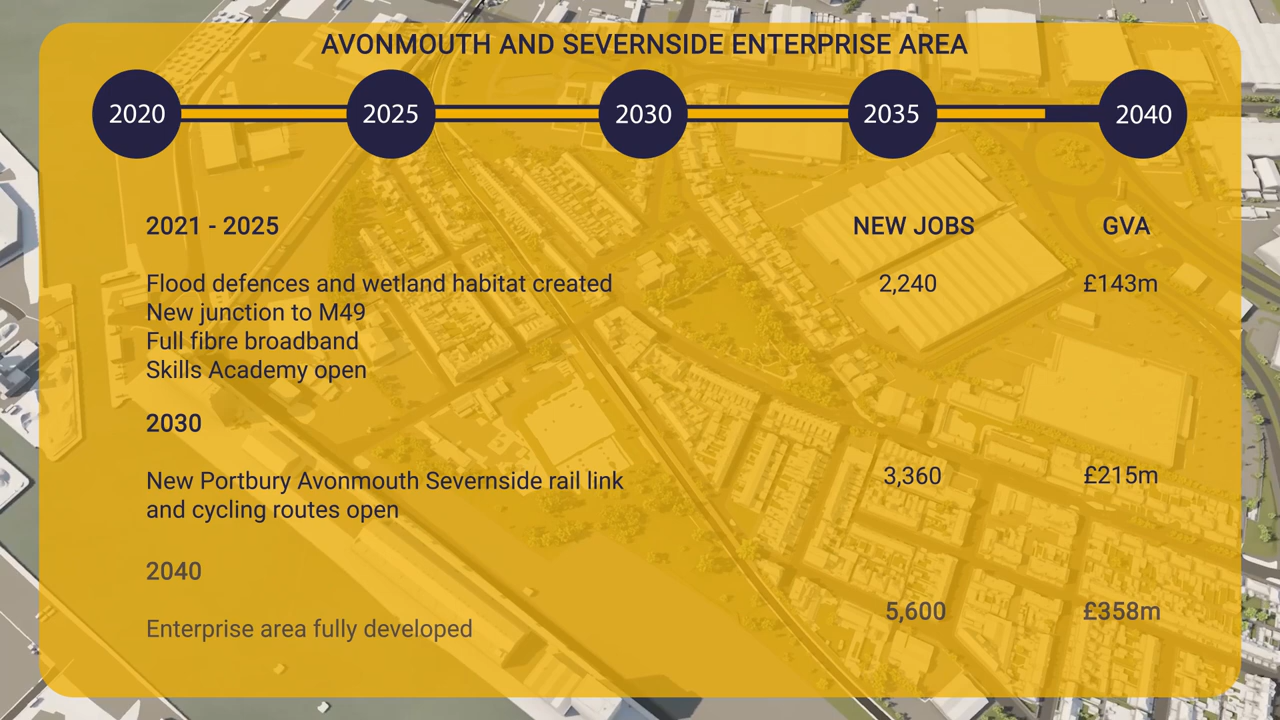 AVONMOUTH AND SEVERNSIDE ENTERPRISE AREA
2020 2025 2030 2035 2040
2021 - 2025 NEW JOBS GVA
Flood defences and wetland habitat created 2,240 £143m
New junction to M49
Full fibre broadband
Skills Academy open
2030
New Portbury Avonmouth Severnside rail link 3,360 £215m
and cycling routes open
2040
5,600 £358m
Enterprise area fully developed